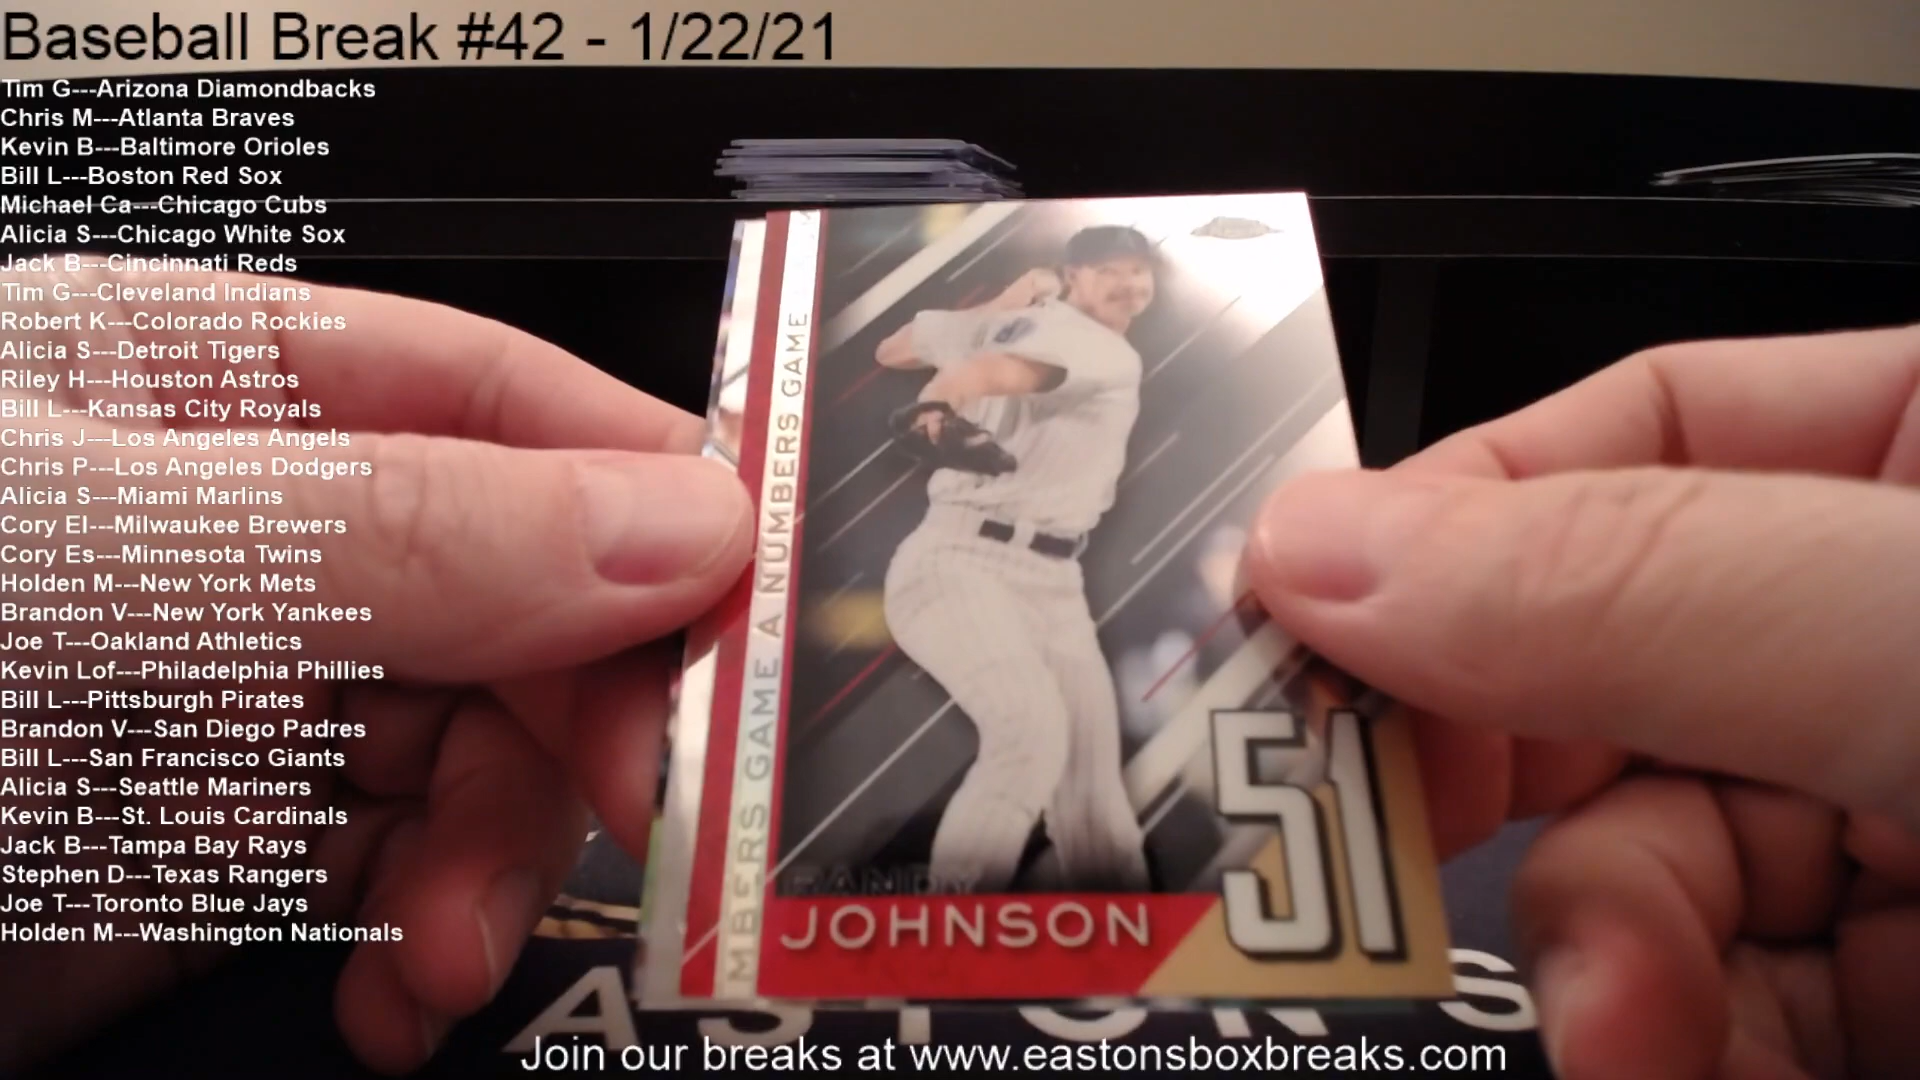 Baseball Break #42 - 1/22/21
Tim G---Arizona Diamondbacks
Chris M---Atlanta Braves
Kevin B---Baltimore Orioles
Bill L---Boston Red Sox
Michael Ca---Chicago Cubs
Alicia S---Chicago White Sox
Jack B---Cincinnati Reds
Tim G---Cleveland Indians
Robert K---Colorado Rockies
Alicia S---Detroit Tigers
Riley H---Houston Astros
Bill L---Kansas City Royals
Chris J---Los Angeles Angels
Chris P---Los Angeles Dodgers
Alicia S---Miami Marlins
Cory El---Milwaukee Brewers
Cory Es---Minnesota Twins
Holden M---New York Mets
Brandon V---New York Yankees
Joe T---Oakland Athletics
Kevin Lof---Philadelphia Phillies
Bill L---Pittsburgh Pirates
Brandon V---San Diego Padres
Bill L---San Francisco Giants
Alicia S---Seattle Mariners
Kevin B---St. Louis Cardinals
Jack B---Tampa Bay Rays
Stephen D---Texas Rangers
Joe T---Toronto Blue Jays
Holden M---Washington Nationals
MBERS GAME A NUMBERS GAME
RANDY
JOHNSON
51
Join our breaks at www.eastonsboxbreaks.com